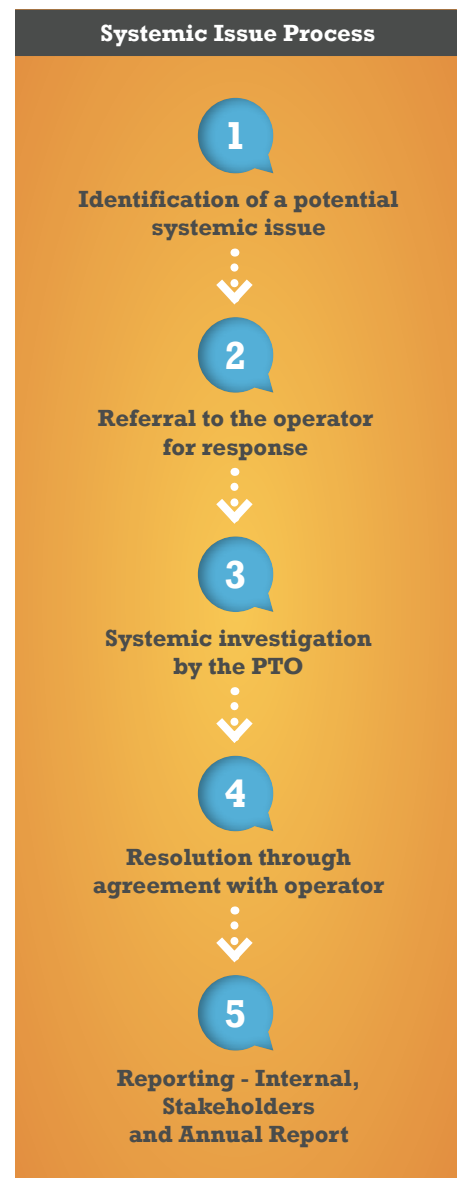 Systemic Issue Process
1
Identification of a potential
systemic issue
2
Referral to the operator
for response
3
Systemic investigation
by the PTO
4
Resolution through
agreement with operator
5
Reporting - Internal,
Stakeholders
and Annual Report